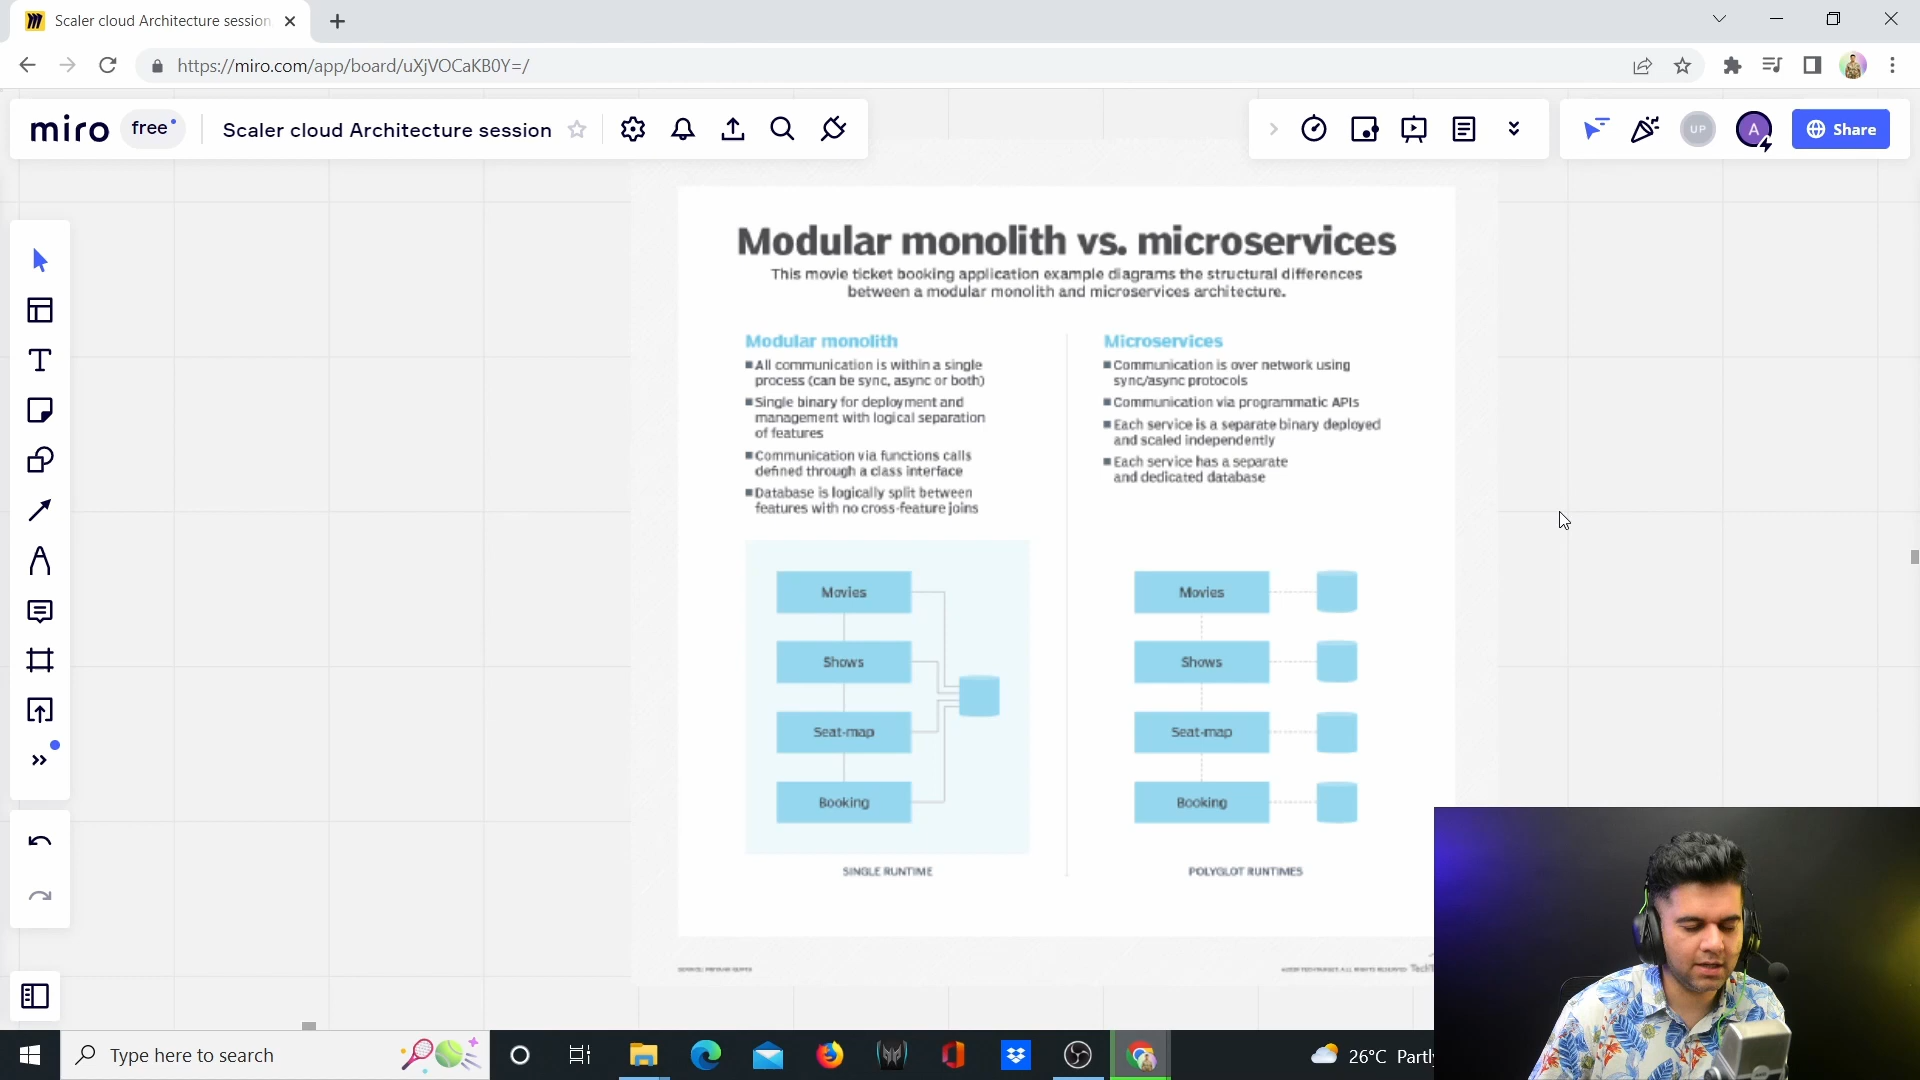 Scaler cloud Architecture session
https://miro.com/app/board/uXjVOCaKB0Y=/
miro
free
Scaler cloud Architecture session
UP
A
Share
Modular monolith vs. microservices
This movie ticket booking application example diagrams the structural differences
between a modular monolith and microservices architecture.
Modular monolith
All communication is within a single
process (can be sync, async or both)
Single binary for deployment and
management with logical separation
of features
Communication via functions calls
defined through a class interface
Database is logically split between
features with no cross-feature joins
Movies
Shows
Seat-map
Booking
SINGLE RUNTIME
Microservices
Communication is over network using
sync/async protocols
Communication via programmatic APIs
Each service is a separate binary deployed
and scaled independently
Each service has a separate
and dedicated database
Movies
Shows
Seat-map
Booking
POLYGLOT RUNTIMES
Type here to search
26°C Partly